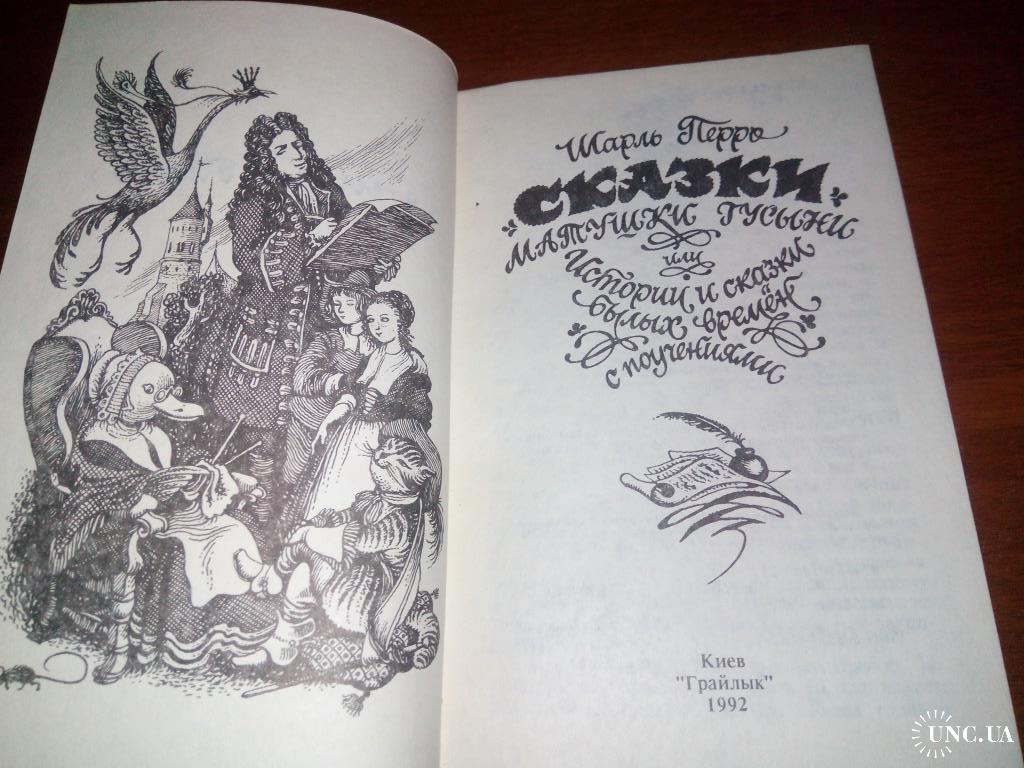 Шарль Перро
СКАЗКИ
МАТУШКИ ГУСЫНИ
или
Истории и сказки
былых времён
с поучениями
Киев
"Грайлык"
1992
UNC.UA